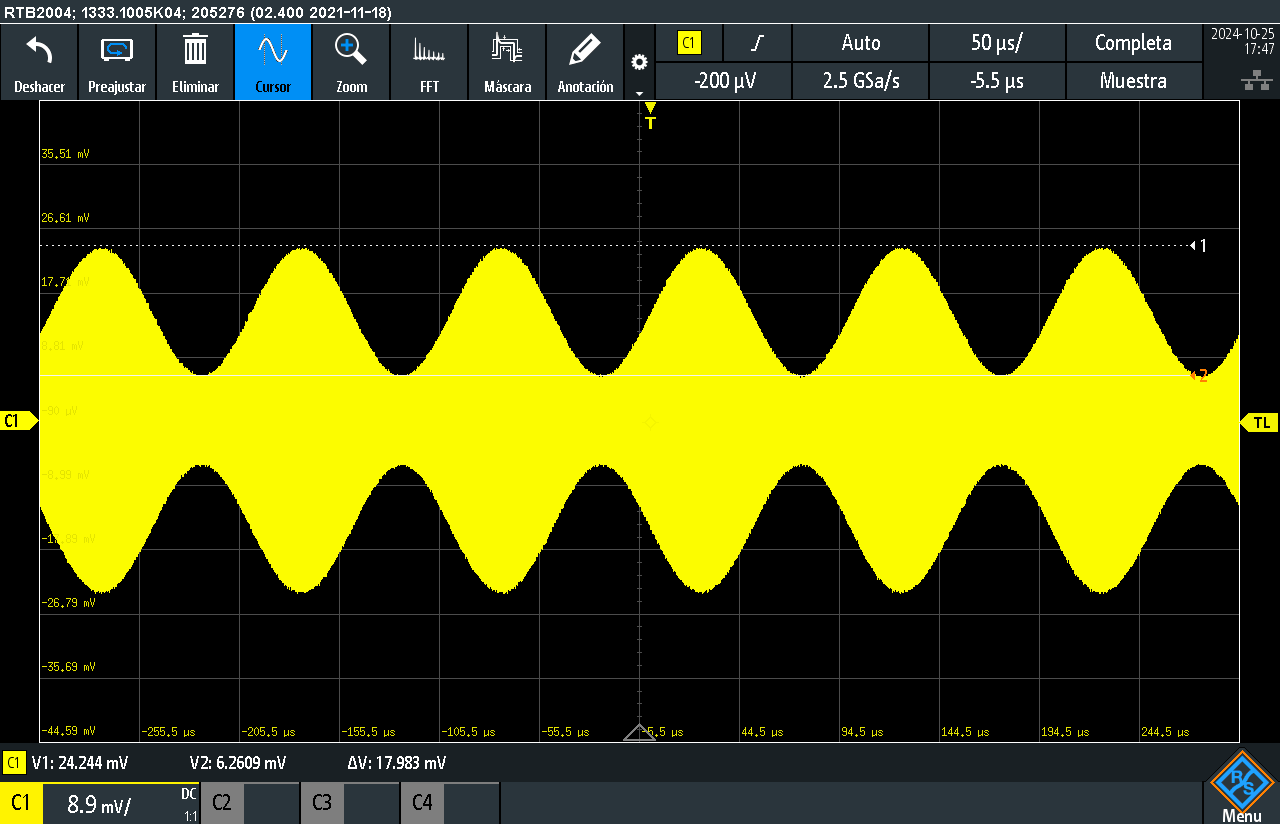 RTB2004; 1333.1005K04; 205276 (02.400 2021-11-18)
Deshacer Preajustar Eliminar Cursor Zoom FFT Máscara Anotación
C1 Auto 50 µs/ Completa
-200 µV 2.5 GSa/s -5.5 µs Muestra
2024-10-25
17:47
T
35,51 mV
26,61 mV
1
17,71 mV
8,81 mV
2
-90 µV
C1
TL
-8,99 mV
-17,89 mV
-26,79 mV
-35,69 mV
-44,59 mV
-255,5 µs -205,5 µs -155,5 µs -105,5 µs -55,5 µs -5,5 µs 44,5 µs 94,5 µs 144,5 µs 194,5 µs 244,5 µs
C1 V1: 24.244 mV V2: 6.2609 mV ΔV: 17.983 mV
C1 8.9 mV/ DC 1:1 C2 C3 C4
R S
Menu